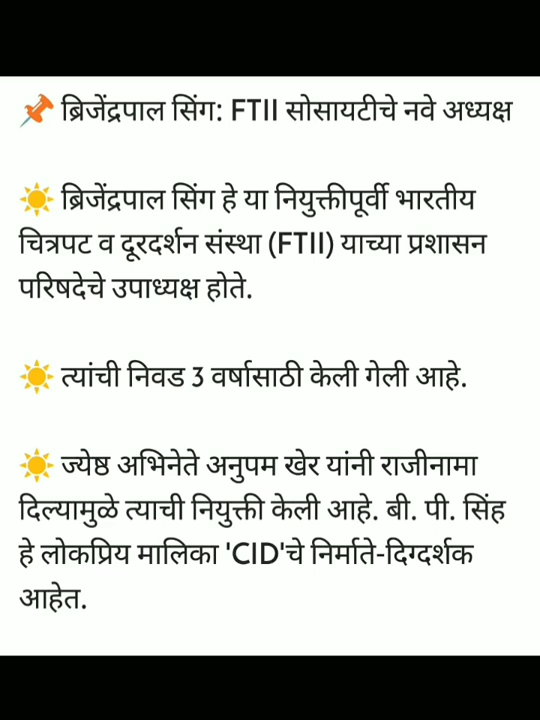 📌 ब्रिजेंद्रपाल सिंग: FTII सोसायटीचे नवे अध्यक्ष
☀️ ब्रिजेंद्रपाल सिंग हे या नियुक्तीपूर्वी भारतीय
चित्रपट व दूरदर्शन संस्था (FTII) याच्या प्रशासन
परिषदेचे उपाध्यक्ष होते.
☀️ त्यांची निवड 3 वर्षासाठी केली गेली आहे.
☀️ ज्येष्ठ अभिनेते अनुपम खेर यांनी राजीनामा
दिल्यामुळे त्याची नियुक्ती केली आहे. बी. पी. सिंह
हे लोकप्रिय मालिका 'CID'चे निर्माते-दिग्दर्शक
आहेत.